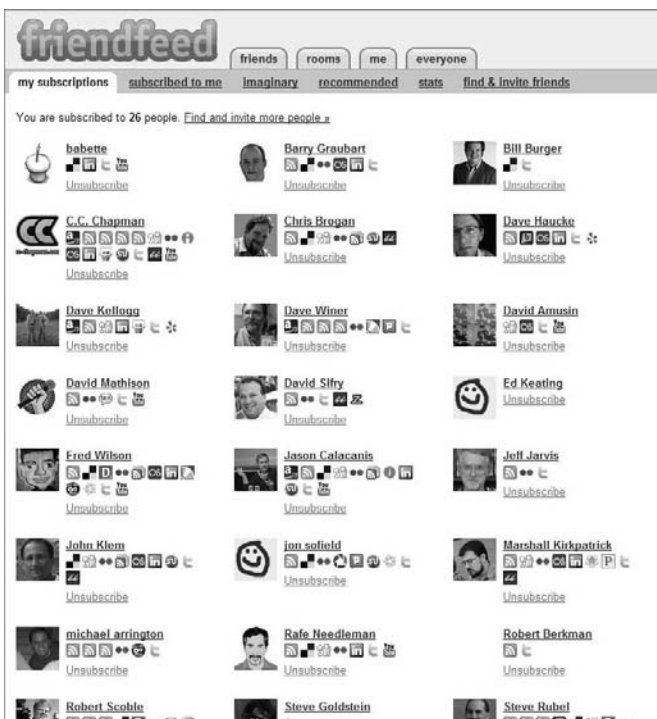 friendfeed
friends rooms me everyone
my subscriptions subscribed to me imaginary recommended stats find & invite friends
You are subscribed to 26 people. Find and invite more people »
babette Barry Graubart Bill Burger
Unsubscribe Unsubscribe Unsubscribe
C.C. Chapman Chris Brogan Dave Haucke
Unsubscribe Unsubscribe Unsubscribe
Dave Kellogg Dave Winer David Amusin
Unsubscribe Unsubscribe Unsubscribe
David Mathison David Sifry Ed Keating
Unsubscribe Unsubscribe Unsubscribe
Fred Wilson Jason Calacanis Jeff Jarvis
Unsubscribe Unsubscribe Unsubscribe
John Klem jon sofield Marshall Kirkpatrick
Unsubscribe Unsubscribe Unsubscribe
michael arrington Rafe Needleman Robert Berkman
Unsubscribe Unsubscribe Unsubscribe
Robert Scoble Steve Goldstein Steve Rubel